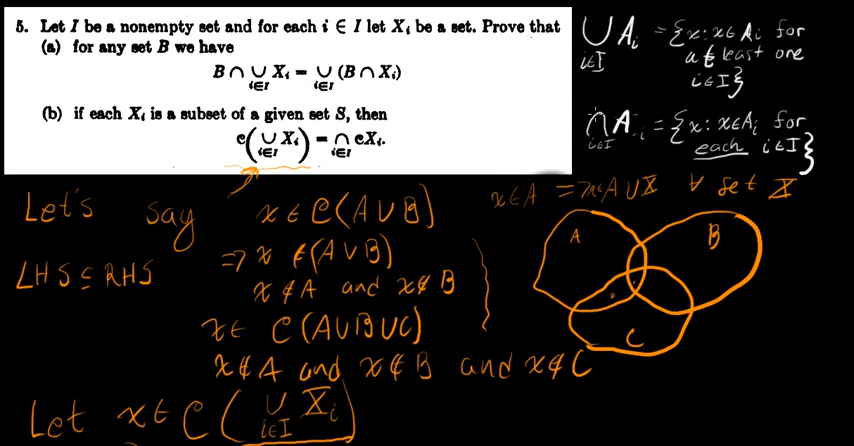 5. Let I be a nonempty set and for each i ∈ I let Xᵢ be a set. Prove that
(a) for any set B we have
B ∩ ∪ Xᵢ = ∪ (B ∩ Xᵢ)
i∈I i∈I
(b) if each Xᵢ is a subset of a given set S, then
C(∪ Xᵢ) = ∩ CXᵢ.
i∈I i∈I
∪ Aᵢ = {x : x ∈ Aᵢ for
i∈I at least one
i ∈ I}
∩ Aᵢ = {x : x ∈ Aᵢ for
i∈I each i ∈ I}
x ∈ A ⇒ x ∈ A ∪ X ∀ set X
Let's say x ∈ C(A ∪ B)
⇒ x ∉ (A ∪ B)
LHS ⊆ RHS
x ∉ A and x ∉ B
x ∈ C(A ∪ B ∪ C)
x ∉ A and x ∉ B and x ∉ C
A
B
C
Let x ∈ C(∪ Xᵢ)
i∈I